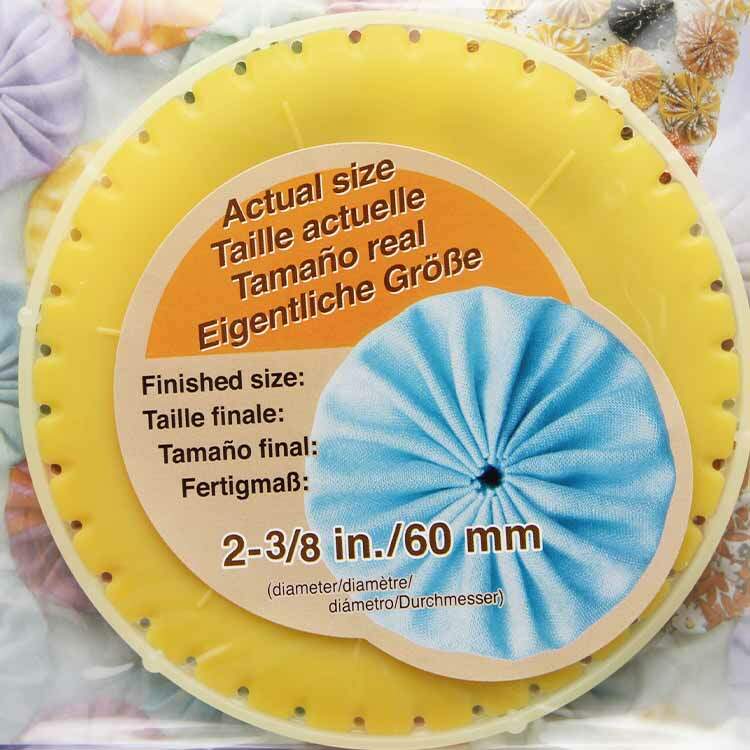 Actual size
Taille actuelle
Tamaño real
Eigentliche Größe
Finished size:
Taille finale:
Tamaño final:
Fertigmaß:
2-3/8 in./60 mm
(diameter/diamètre/
diámetro/Durchmesser)